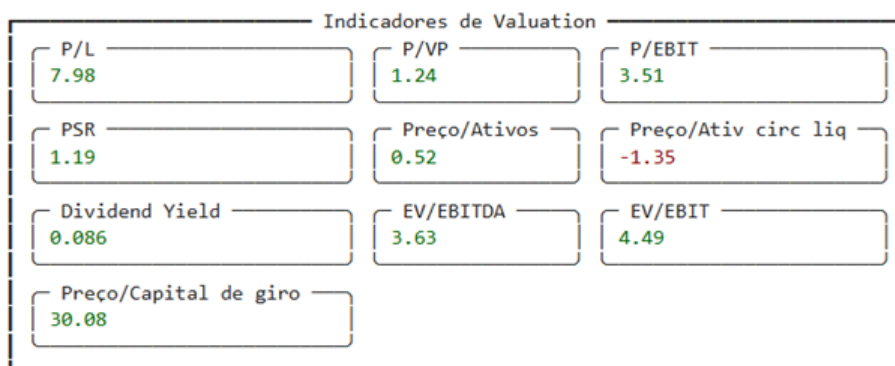 Indicadores de Valuation
P/L P/VP P/EBIT
7.98 1.24 3.51
PSR Preço/Ativos Preço/Ativ circ liq
1.19 0.52 -1.35
Dividend Yield EV/EBITDA EV/EBIT
0.086 3.63 4.49
Preço/Capital de giro
30.08